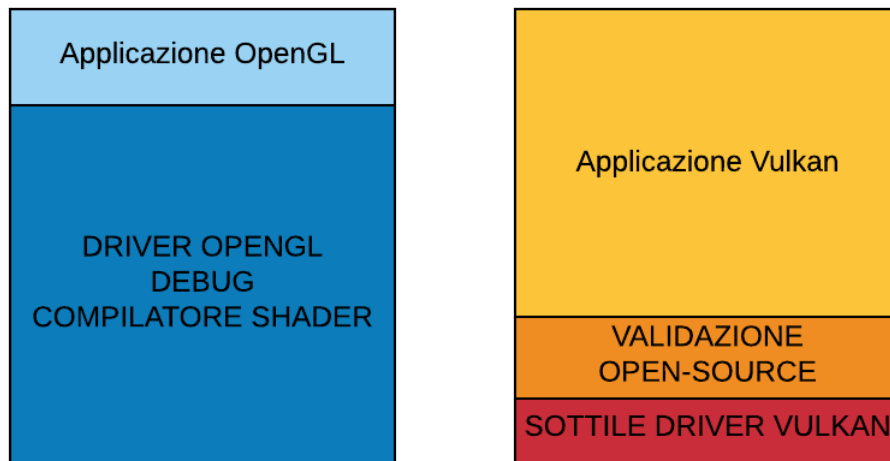 Applicazione OpenGL
DRIVER OPENGL
DEBUG
COMPILATORE SHADER
Applicazione Vulkan
VALIDAZIONE
OPEN-SOURCE
SOTTILE DRIVER VULKAN